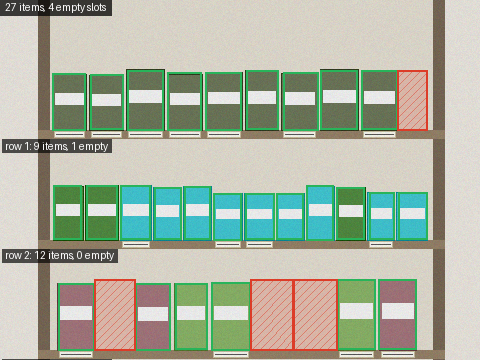 27 items, 4 empty slots
row 1: 9 items, 1 empty
row 2: 12 items, 0 empty